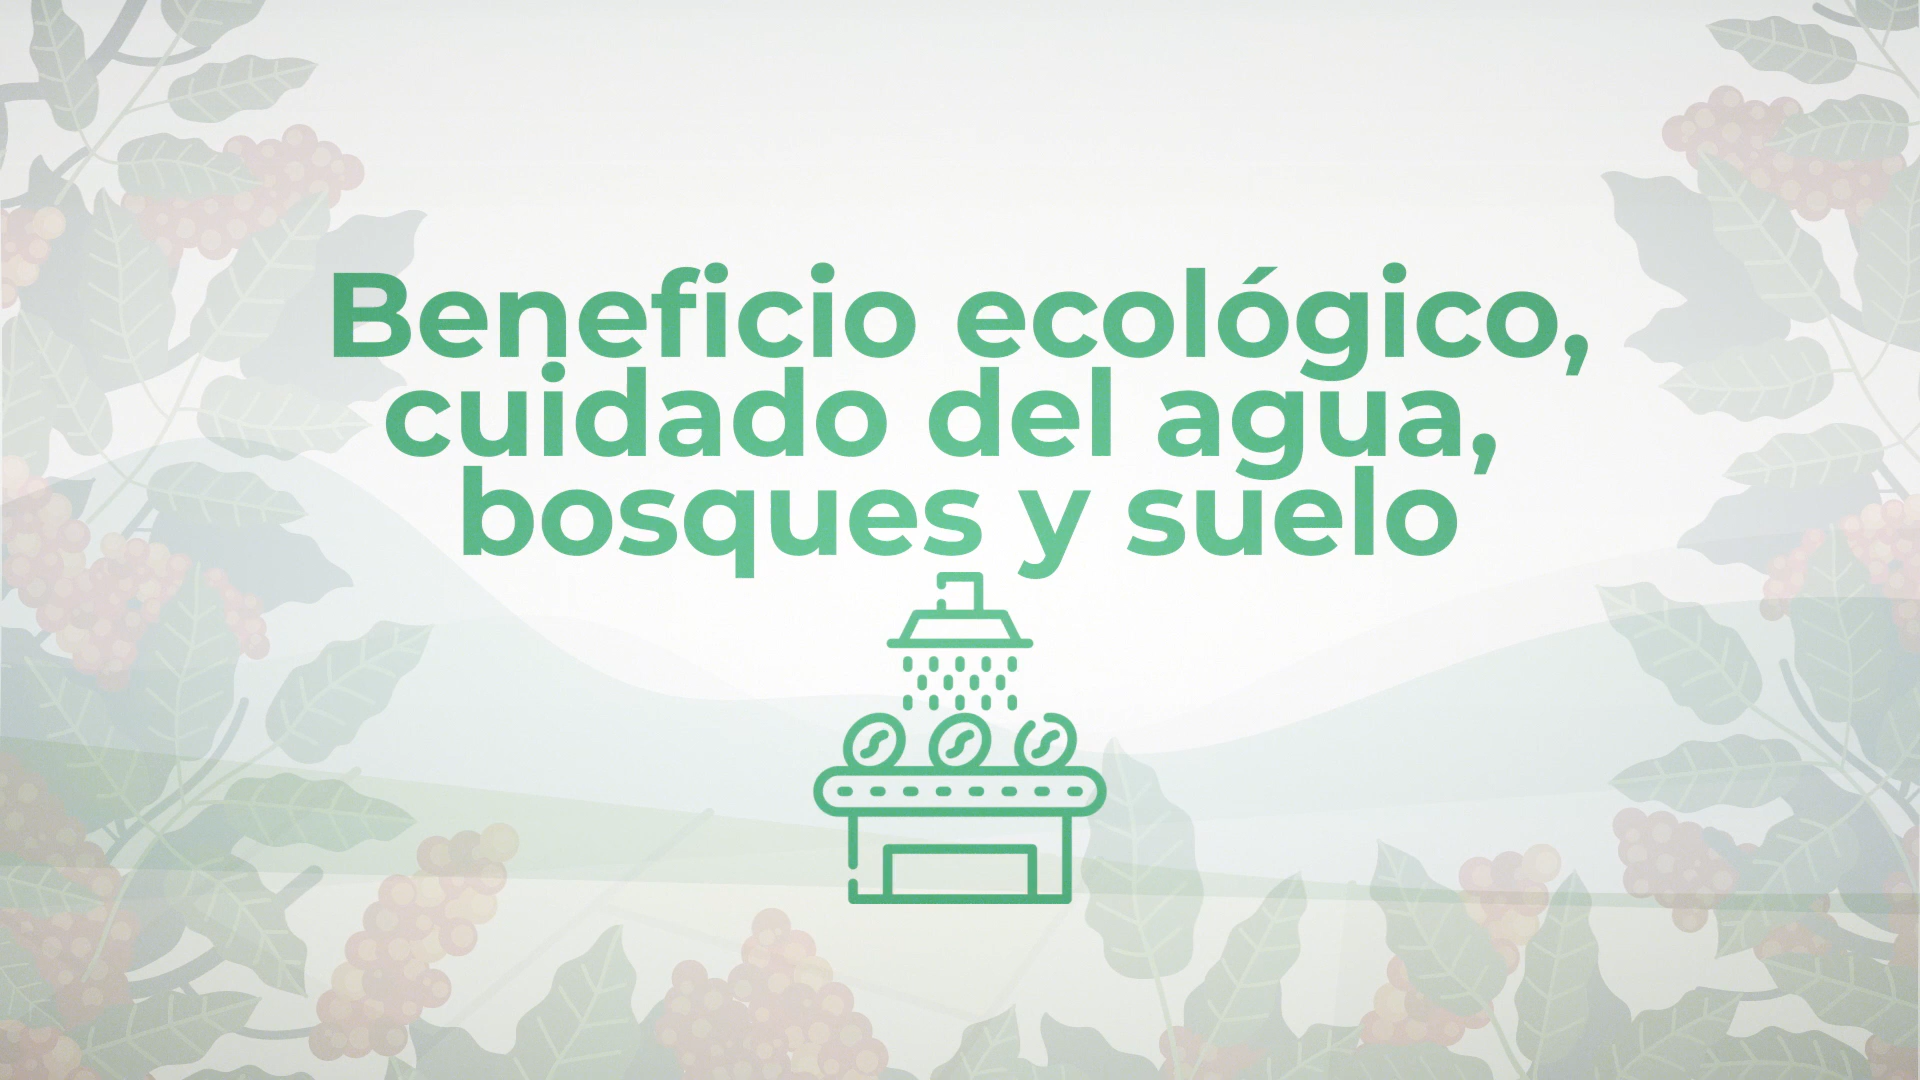 Beneficio ecológico,
cuidado del agua,
bosques y suelo